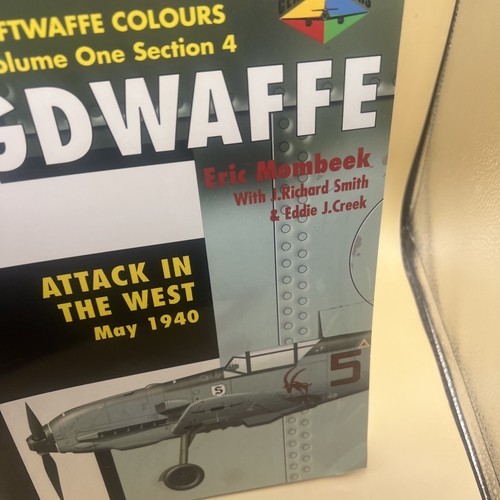 FTWAFFE COLOURS
olume One Section 4
GDWAFFE
Eric Mombeek
With J.Richard Smith
& Eddie J.Creek
ATTACK IN
THE WEST
May 1940
5
S